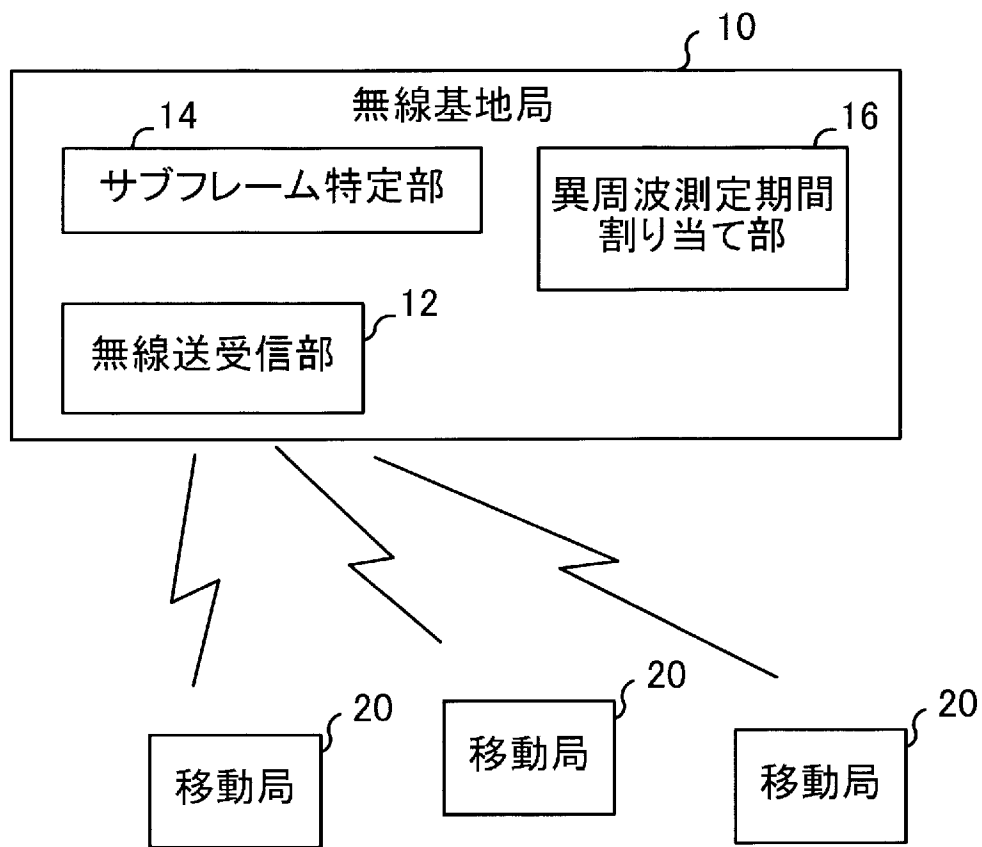 10
無線基地局
14
サブフレーム特定部
16
異周波測定期間
割り当て部
12
無線送受信部
20
移動局
20
移動局
20
移動局